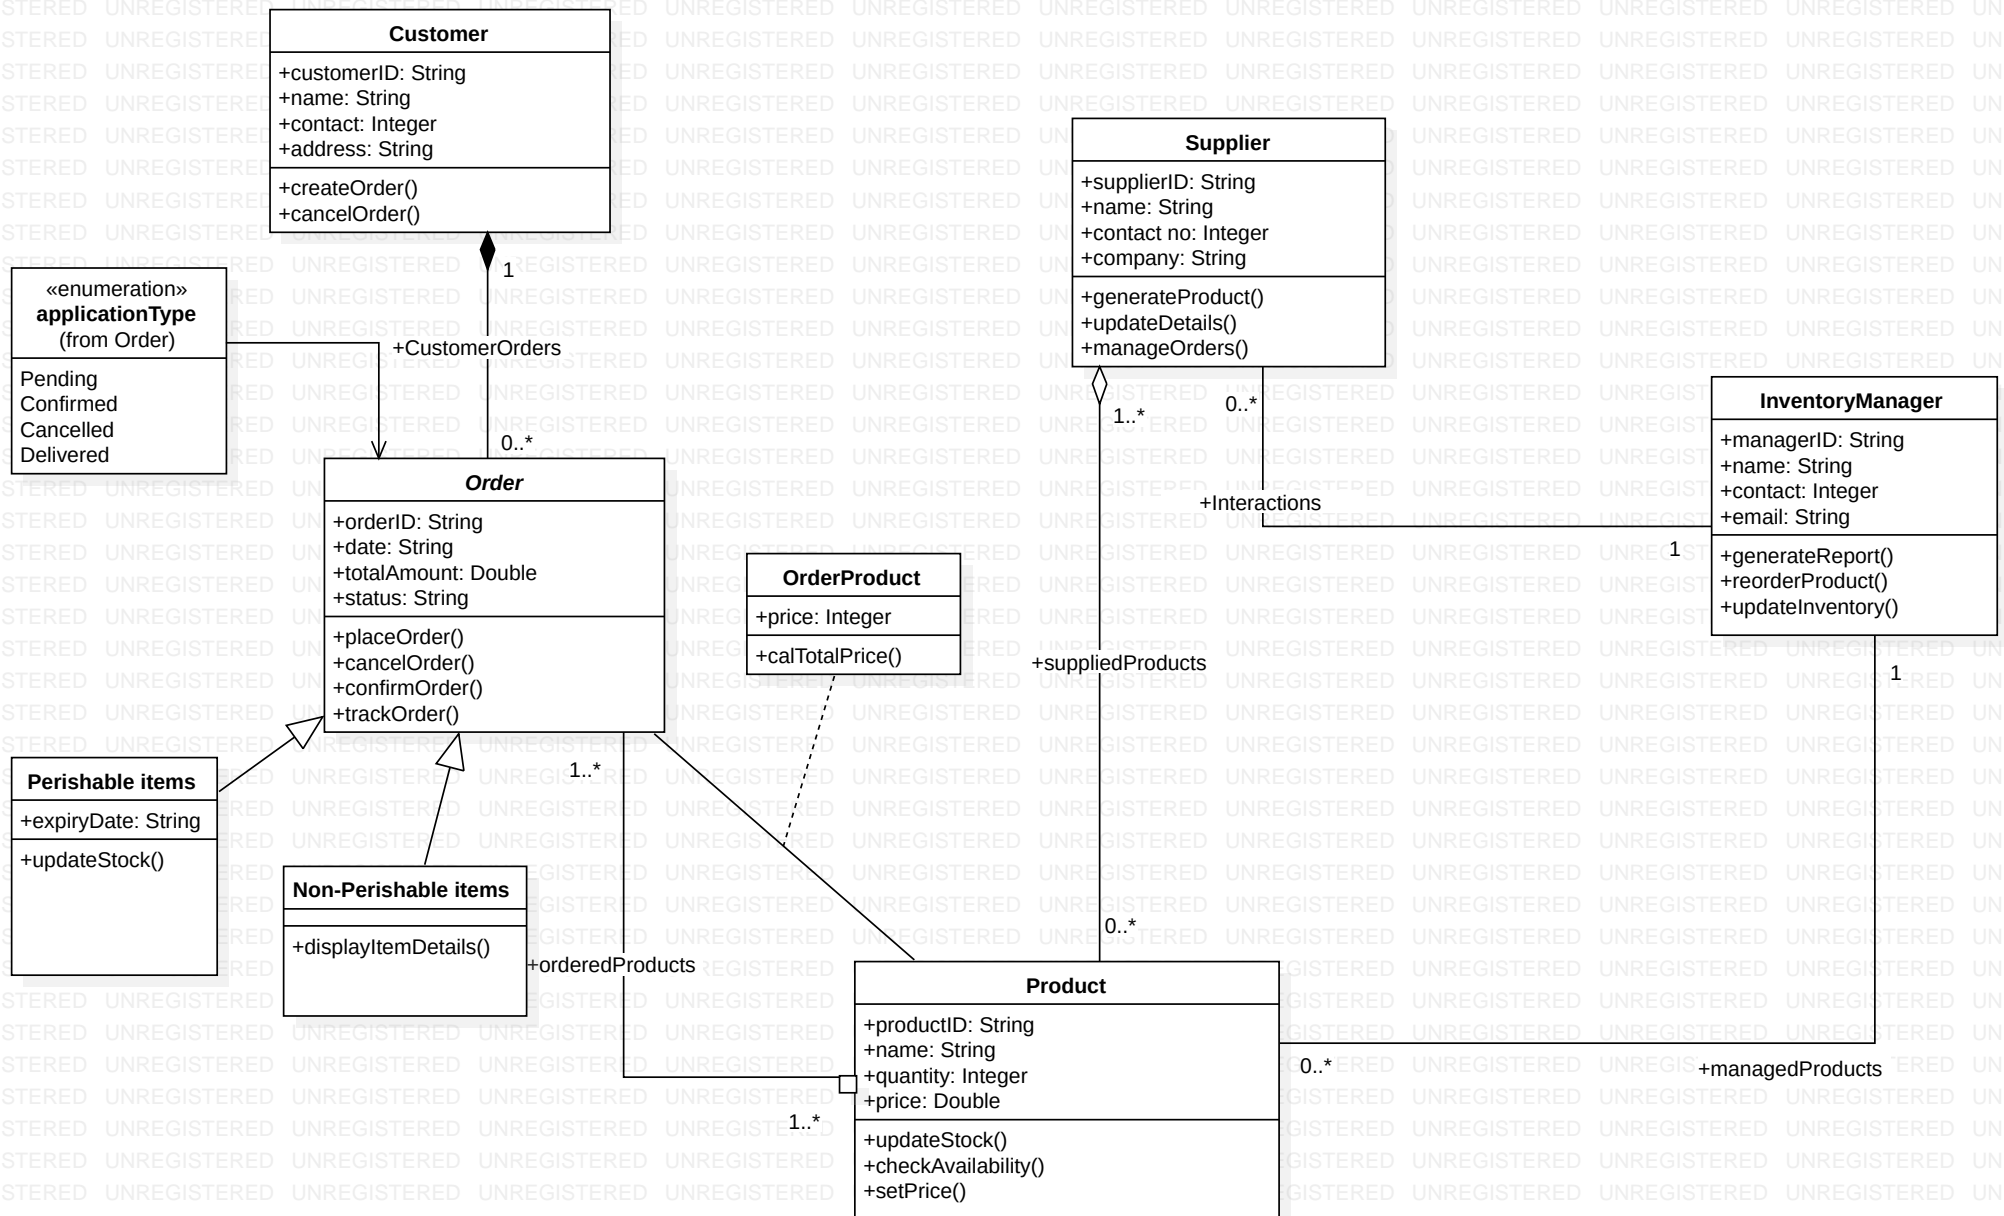 Customer
+customerID: String
+name: String
+contact: Integer
+address: String
+createOrder()
+cancelOrder()
1
+CustomerOrders
0..*
«enumeration»
applicationType
(from Order)
Pending
Confirmed
Cancelled
Delivered
Supplier
+supplierID: String
+name: String
+contact no: Integer
+company: String
+generateProduct()
+updateDetails()
+manageOrders()
1..*
0..*
+Interactions
1
InventoryManager
+managerID: String
+name: String
+contact: Integer
+email: String
+generateReport()
+reorderProduct()
+updateInventory()
1
Order
+orderID: String
+date: String
+totalAmount: Double
+status: String
+placeOrder()
+cancelOrder()
+confirmOrder()
+trackOrder()
1..*
OrderProduct
+price: Integer
+calTotalPrice()
+suppliedProducts
0..*
Perishable items
+expiryDate: String
+updateStock()
Non-Perishable items
+displayItemDetails()
+orderedProducts
1..*
Product
+productID: String
+name: String
+quantity: Integer
+price: Double
+updateStock()
+checkAvailability()
+setPrice()
0..*
+managedProducts
UNREGISTERED